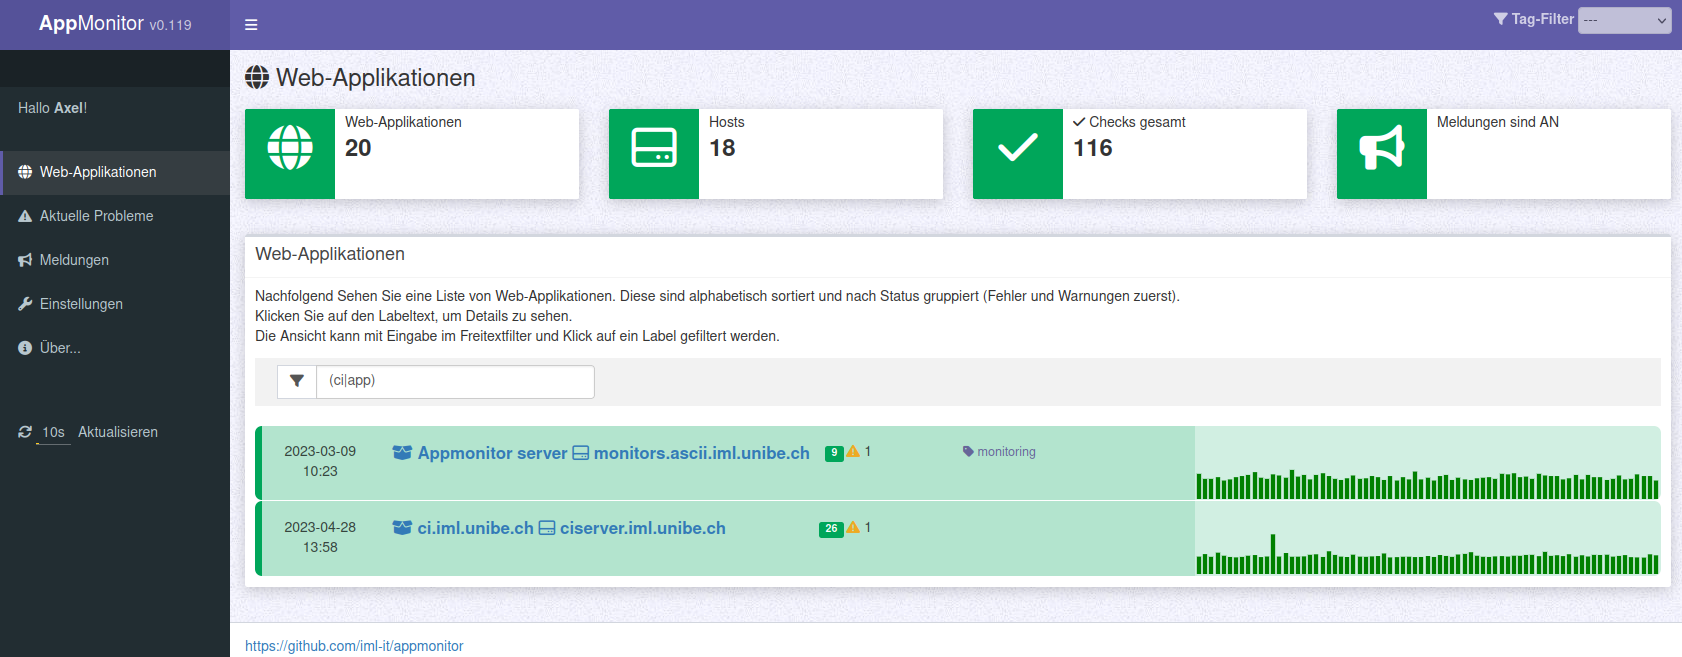 AppMonitor v0.119
Tag-Filter ---
Hallo Axel!
Web-Applikationen
Aktuelle Probleme
Meldungen
Einstellungen
Über...
10s Aktualisieren
Web-Applikationen
Web-Applikationen
20
Hosts
18
Checks gesamt
116
Meldungen sind AN
Web-Applikationen
Nachfolgend Sehen Sie eine Liste von Web-Applikationen. Diese sind alphabetisch sortiert und nach Status gruppiert (Fehler und Warnungen zuerst).
Klicken Sie auf den Labeltext, um Details zu sehen.
Die Ansicht kann mit Eingabe im Freitextfilter und Klick auf ein Label gefiltert werden.
(ci|app)
2023-03-09
10:23
Appmonitor server monitors.ascii.iml.unibe.ch 9 1 monitoring
2023-04-28
13:58
ci.iml.unibe.ch ciserver.iml.unibe.ch 26 1
https://github.com/iml-it/appmonitor